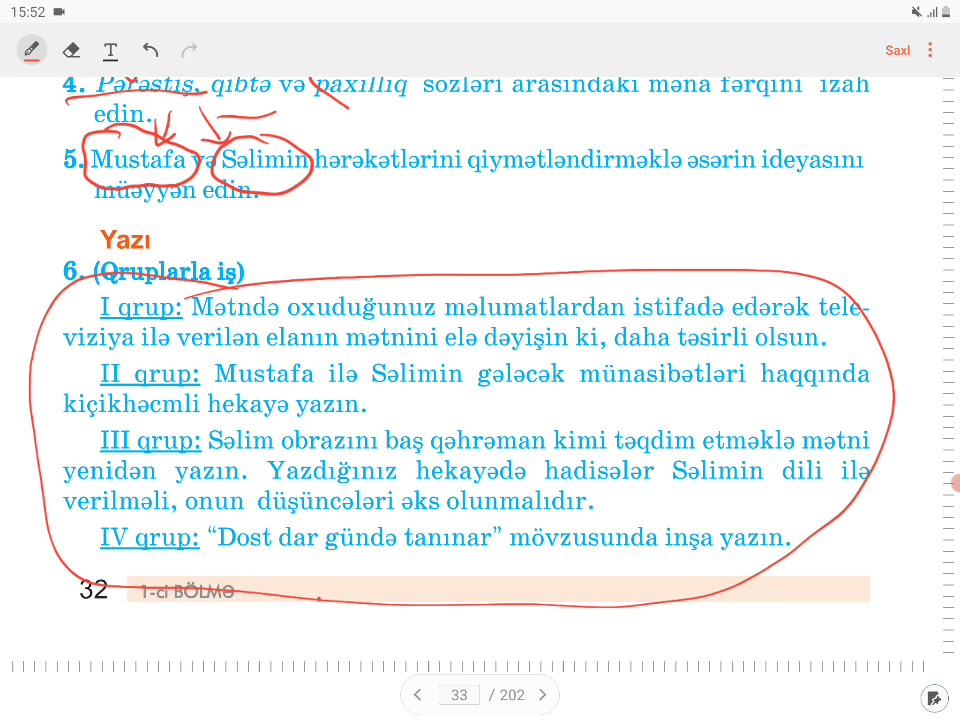 15:52
T
Saxl
4. Pərəstiş, qibtə və paxıllıq sözləri arasındakı məna fərqini izah
edin.
5. Mustafa və Səlimin hərəkətlərini qiymətləndirməklə əsərin ideyasını
müəyyən edin.
Yazı
6. (Qruplarla iş)
I qrup: Mətndə oxuduğunuz məlumatlardan istifadə edərək tele-
viziya ilə verilən elanın mətnini elə dəyişin ki, daha təsirli olsun.
II qrup: Mustafa ilə Səlimin gələcək münasibətləri haqqında
kiçikhəcmli hekayə yazın.
III qrup: Səlim obrazını baş qəhrəman kimi təqdim etməklə mətni
yenidən yazın. Yazdığınız hekayədə hadisələr Səlimin dili ilə
verilməli, onun düşüncələri əks olunmalıdır.
IV qrup: “Dost dar gündə tanınar” mövzusunda inşa yazın.
32 1-ci BÖLMƏ
33 / 202